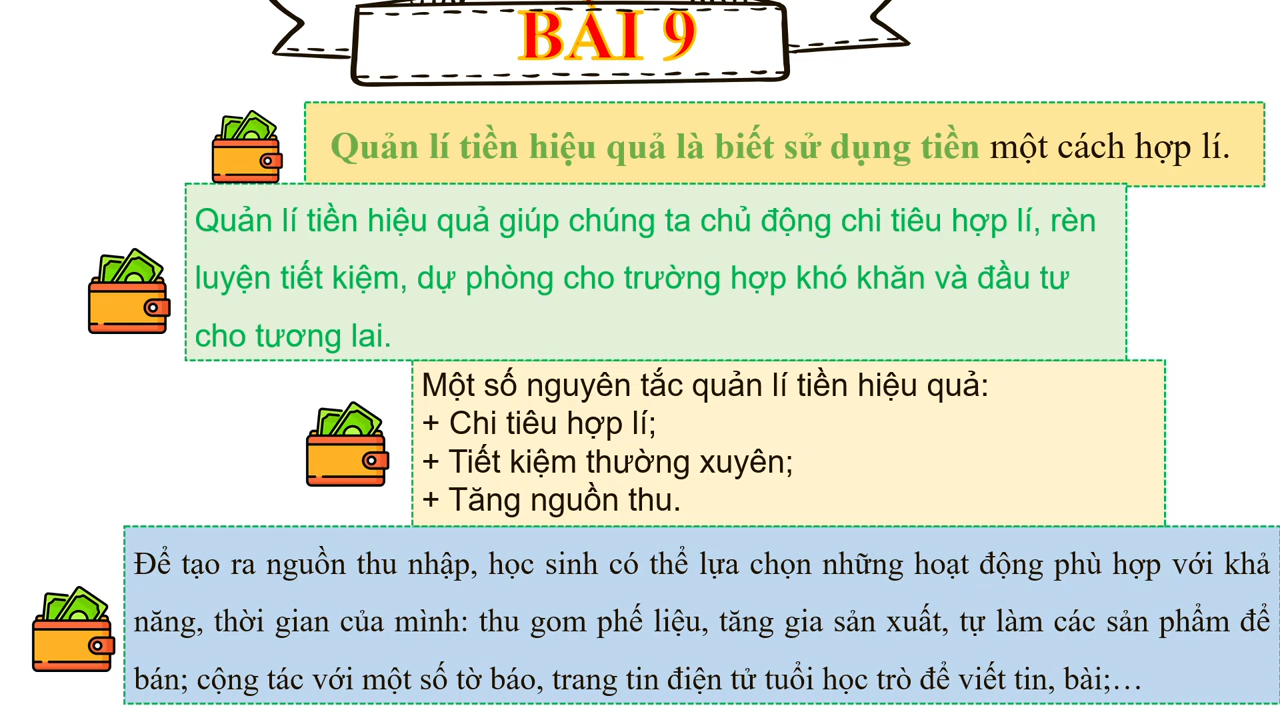 BÀI 9
Quản lí tiền hiệu quả là biết sử dụng tiền một cách hợp lí.
Quản lí tiền hiệu quả giúp chúng ta chủ động chi tiêu hợp lí, rèn
luyện tiết kiệm, dự phòng cho trường hợp khó khăn và đầu tư
cho tương lai.
Một số nguyên tắc quản lí tiền hiệu quả:
+ Chi tiêu hợp lí;
+ Tiết kiệm thường xuyên;
+ Tăng nguồn thu.
Để tạo ra nguồn thu nhập, học sinh có thể lựa chọn những hoạt động phù hợp với khả
năng, thời gian của mình: thu gom phế liệu, tăng gia sản xuất, tự làm các sản phẩm để
bán; cộng tác với một số tờ báo, trang tin điện tử tuổi học trò để viết tin, bài;…